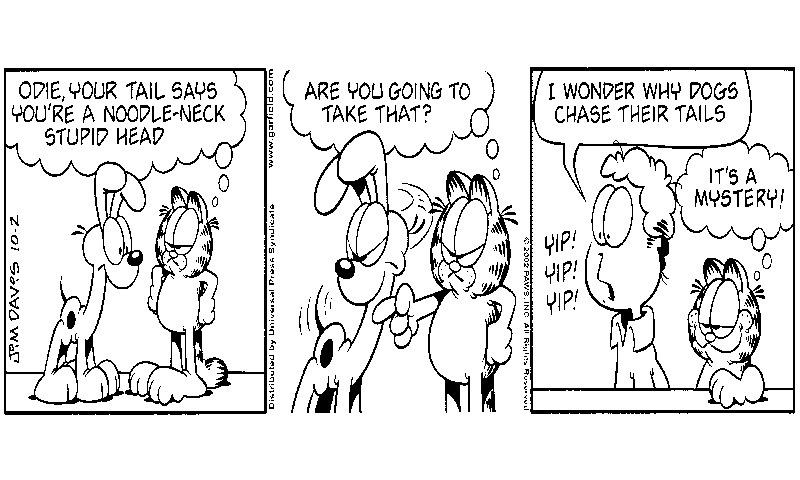 ODIE, YOUR TAIL SAYS
YOU'RE A NOODLE-NECK
STUPID HEAD
JIM DAVIS 10-2
www.garfield.com
Distributed by Universal Press Syndicate
ARE YOU GOING TO
TAKE THAT?
© 2002 PAWS, INC. All Rights Reserved.
I WONDER WHY DOGS
CHASE THEIR TAILS
IT'S A
MYSTERY!
YIP!
YIP!
YIP!